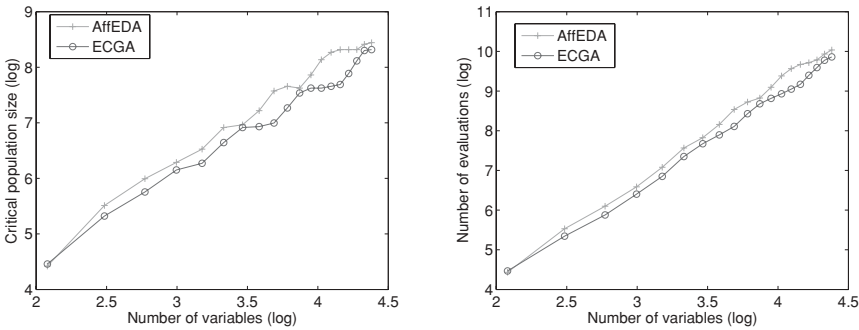 9
8
7
6
5
4
Critical population size (log)
AffEDA
ECGA
2 2.5 3 3.5 4 4.5
Number of variables (log)
11
10
9
8
7
6
5
4
Number of evaluations (log)
AffEDA
ECGA
2 2.5 3 3.5 4 4.5
Number of variables (log)